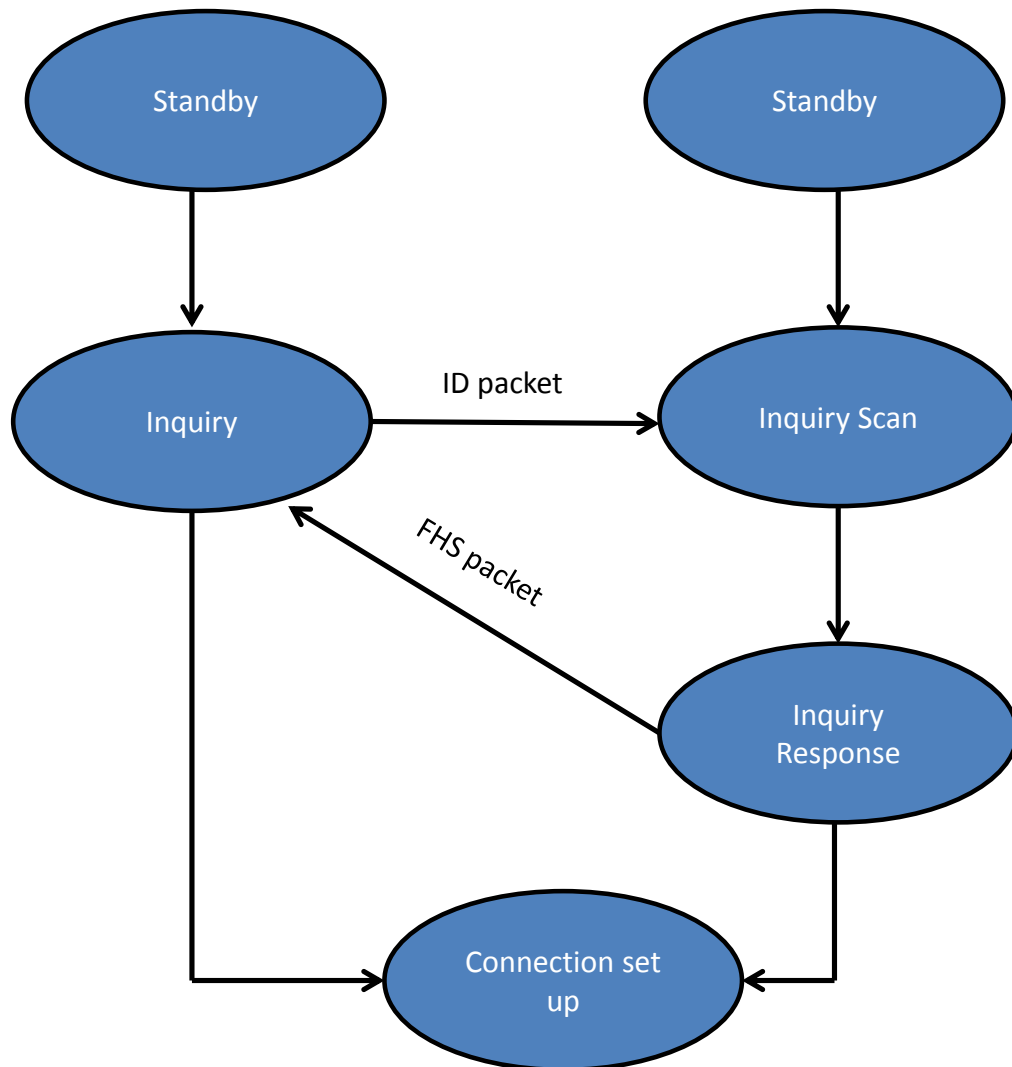 Standby
Standby
Inquiry
ID packet
Inquiry Scan
FHS packet
Inquiry
Response
Connection set
up